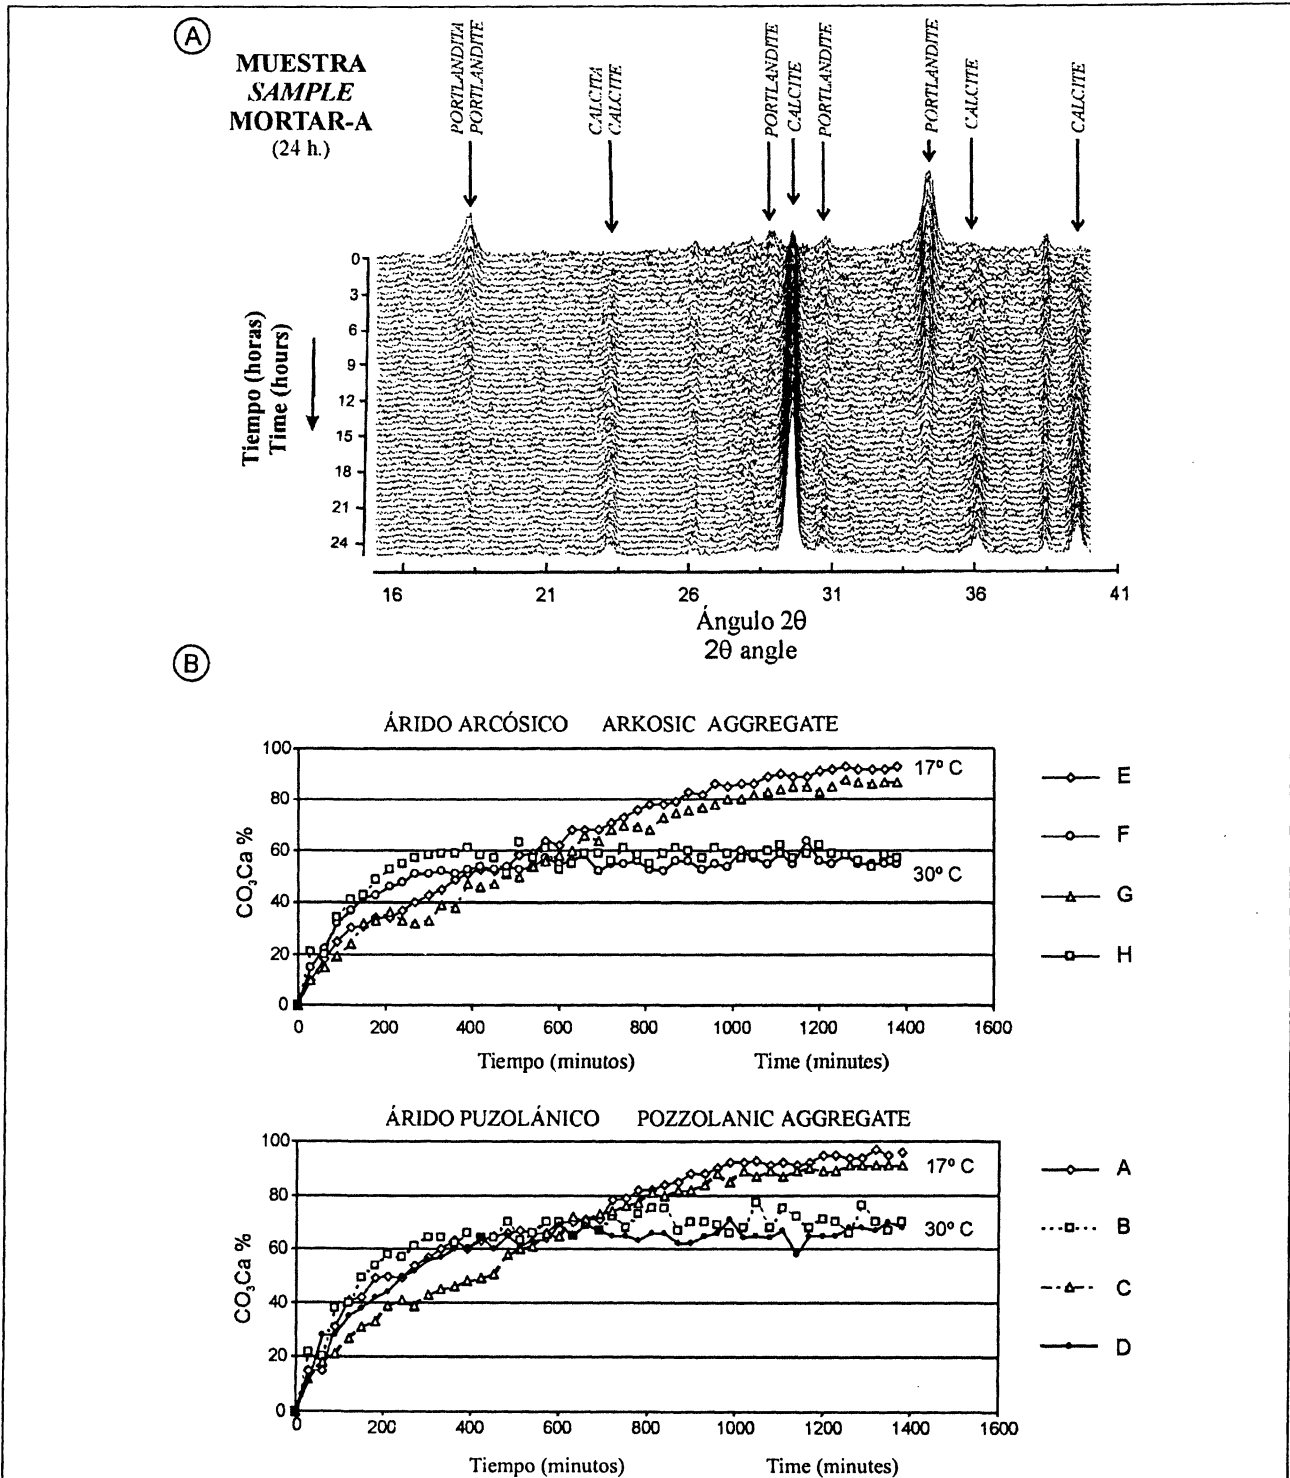 A
MUESTRA
SAMPLE
MORTAR-A
(24 h.)
PORTLANDITA
PORTLANDITE
CALCITA
CALCITE
PORTLANDITE
CALCITE
PORTLANDITE
PORTLANDITE
CALCITE
CALCITE
Tiempo (horas)
Time (hours)
0
3
6
9
12
15
18
21
24
16 21 26 31 36 41
Ángulo 2θ
2θ angle
B
ÁRIDO ARCÓSICO ARKOSIC AGGREGATE
CO₃Ca %
100
80
60
40
20
0
17º C
30º C
0 200 400 600 800 1000 1200 1400 1600
Tiempo (minutos) Time (minutes)
E
F
G
H
ÁRIDO PUZOLÁNICO POZZOLANIC AGGREGATE
CO₃Ca %
100
80
60
40
20
0
17º C
30º C
0 200 400 600 800 1000 1200 1400 1600
Tiempo (minutos) Time (minutes)
A
B
C
D